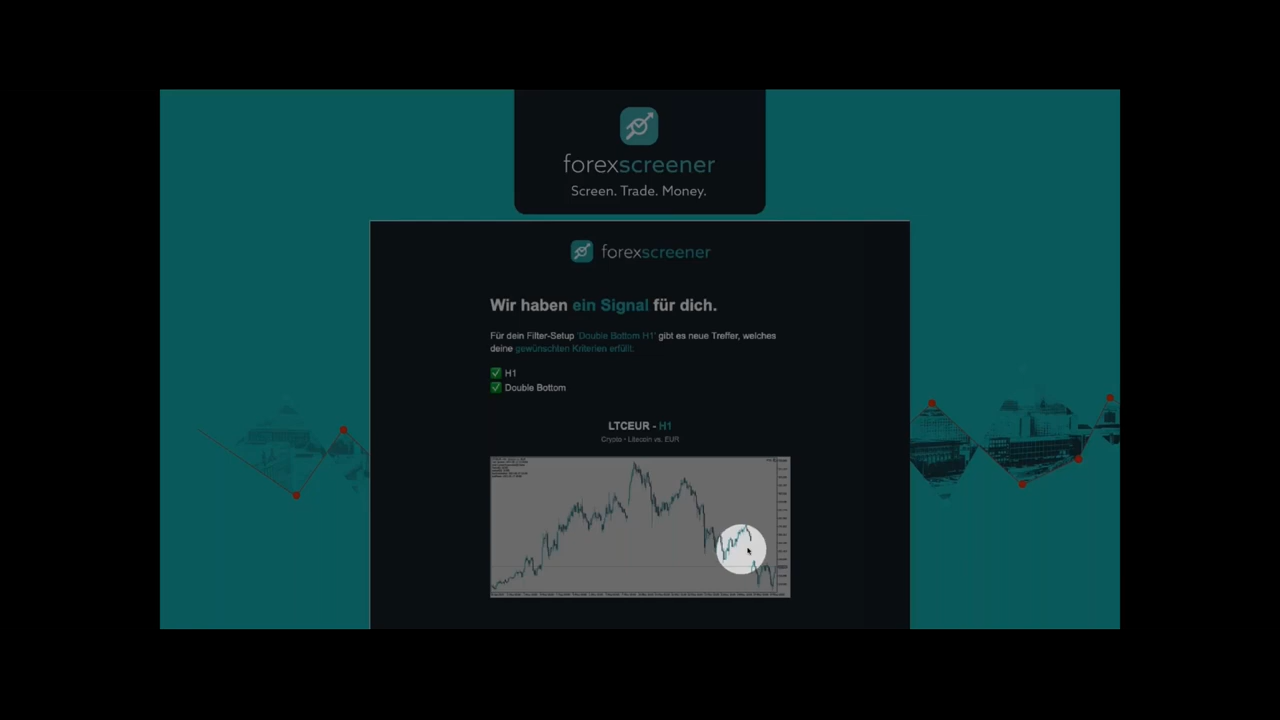 forexscreener
Screen. Trade. Money.
forexscreener
Wir haben ein Signal für dich.
Für dein Filter-Setup 'Double Bottom H1' gibt es neue Treffer, welches
deine gewünschten Kriterien erfüllt.
H1
Double Bottom
LTCEUR - H1
Crypto • Litecoin vs. EUR